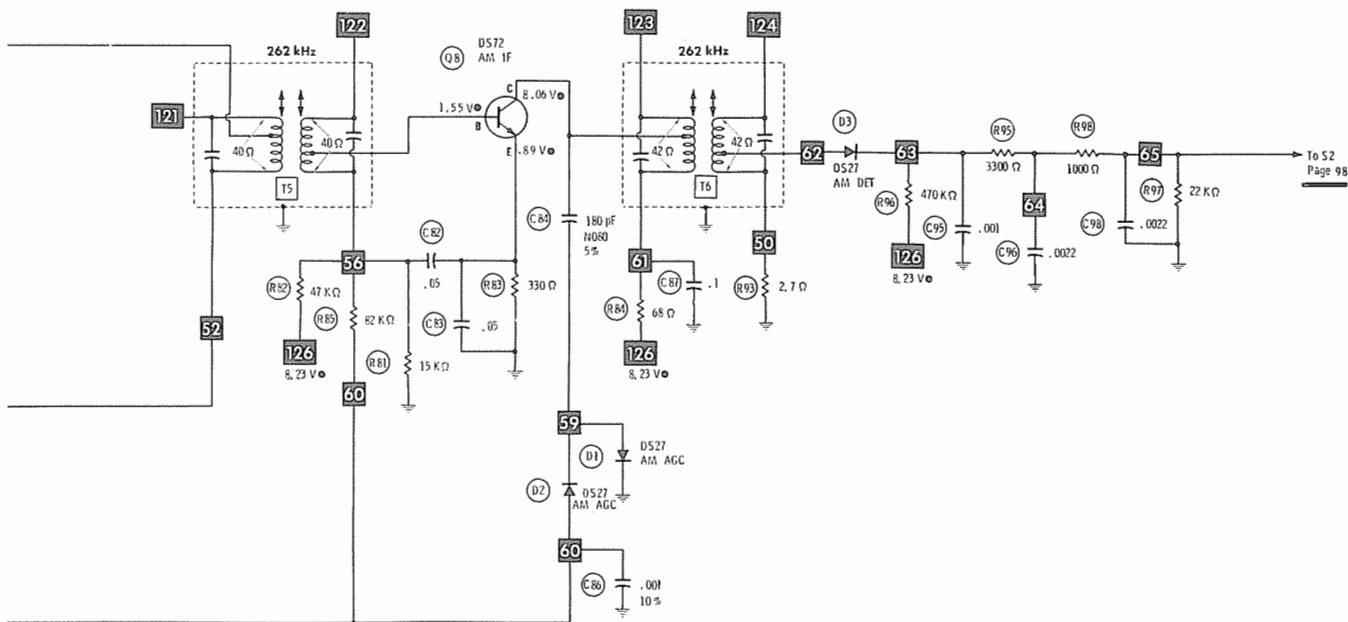 122
123
124
262 kHz
DS72
AM IF
Q8
262 kHz
C
8.06 V
121
1.55 V
B
E
.89 V
40 Ω
40 Ω
T5
42 Ω
42 Ω
T6
62
D3
DS27
AM DET
63
R95
3300 Ω
R98
1000 Ω
65
To S2
Page 98
R96
470 KΩ
C95
.001
64
C96
.0022
C98
.0022
R97
22 KΩ
126
8.23 V
C82
.05
C84
180 pF
N080
5%
56
R82
47 KΩ
R85
82 KΩ
R81
15 KΩ
C83
.05
R83
330 Ω
61
C87
.1
R84
68 Ω
50
R93
2.7 Ω
52
126
8.23 V
126
8.23 V
60
59
D1
DS27
AM AGC
D2
DS27
AM AGC
60
C86
.001
10%